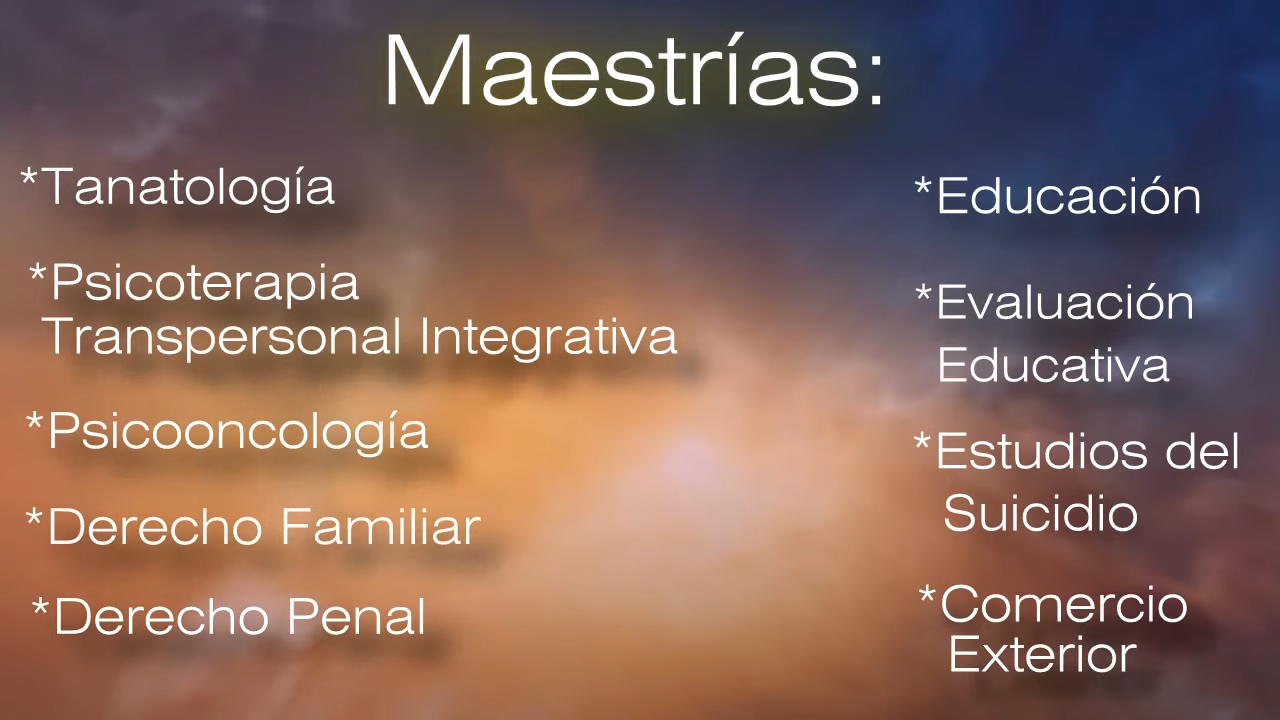 Maestrías:
*Tanatología
*Psicoterapia
Transpersonal Integrativa
*Psicooncología
*Derecho Familiar
*Derecho Penal
*Educación
*Evaluación
Educativa
*Estudios del
Suicidio
*Comercio
Exterior